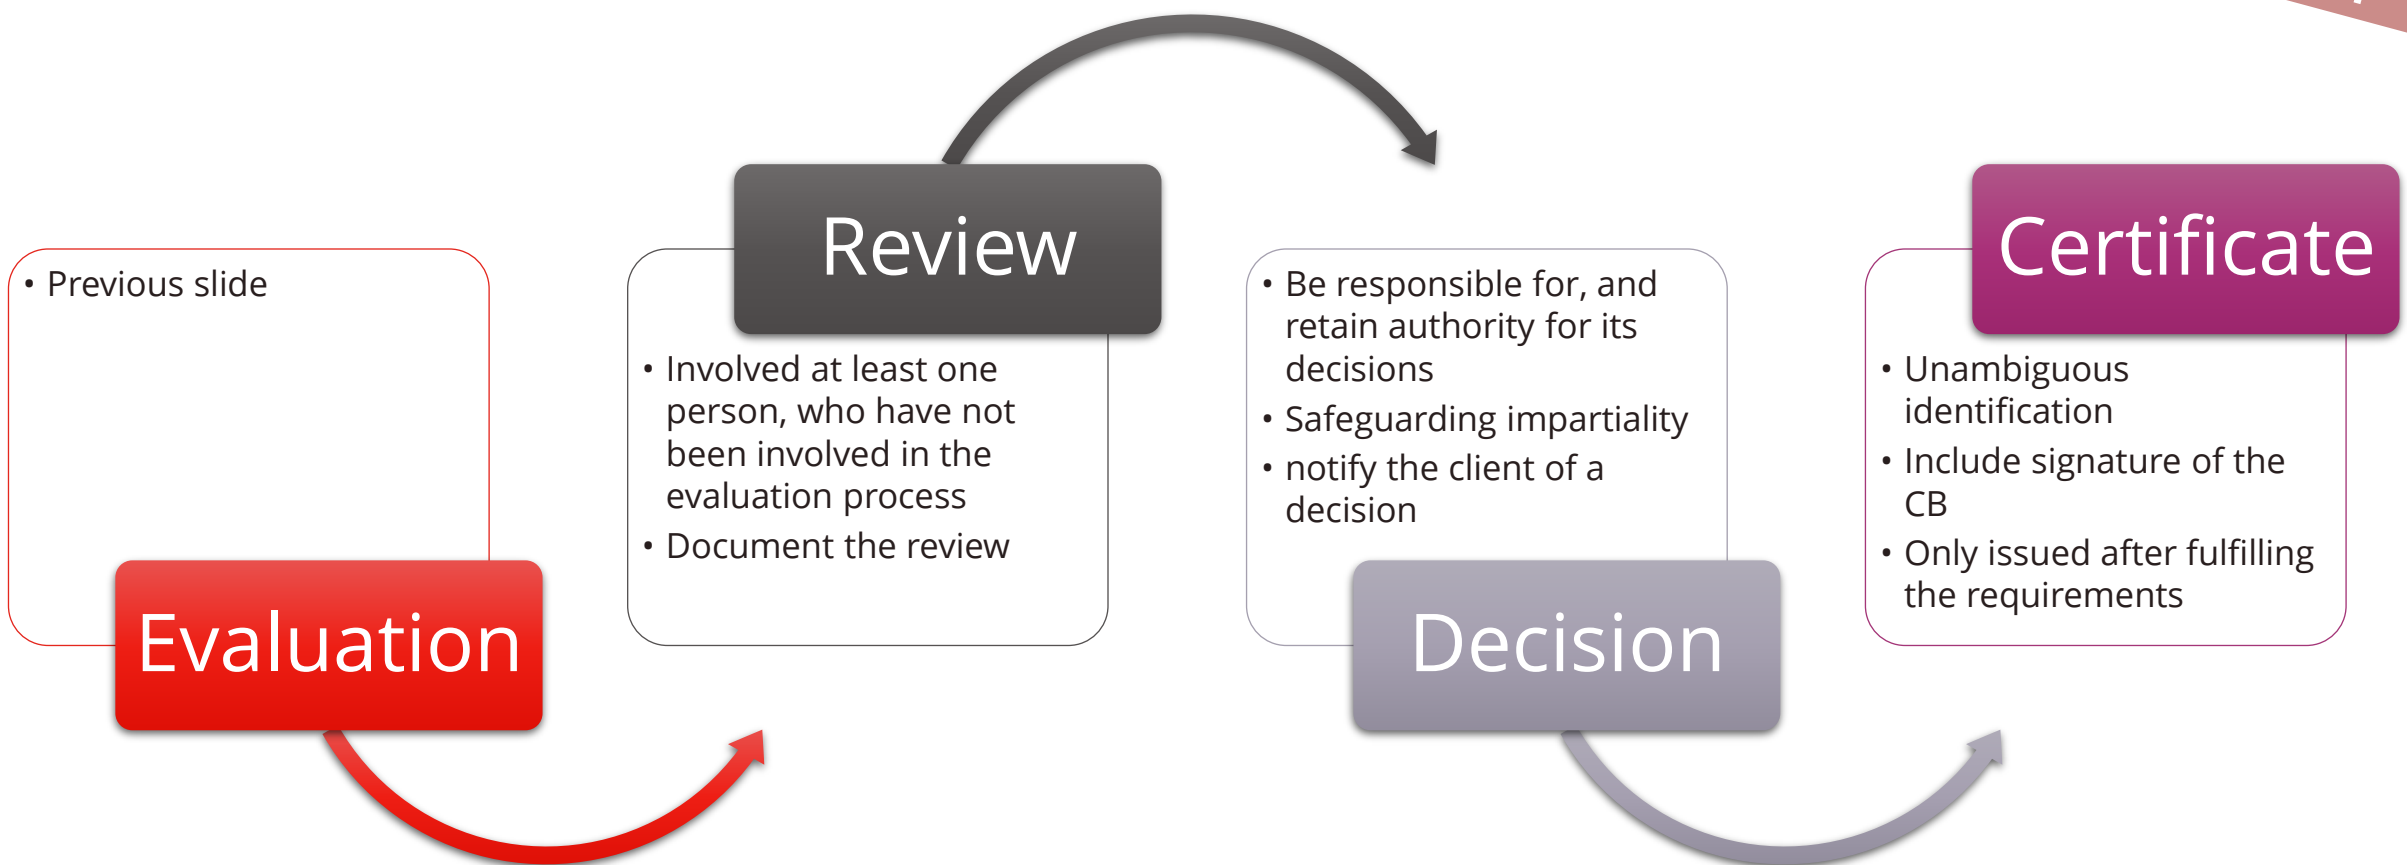 • Previous slide
Evaluation
Review
• Involved at least one
person, who have not
been involved in the
evaluation process
• Document the review
• Be responsible for, and
retain authority for its
decisions
• Safeguarding impartiality
• notify the client of a
decision
Decision
Certificate
• Unambiguous
identification
• Include signature of the
CB
• Only issued after fulfilling
the requirements